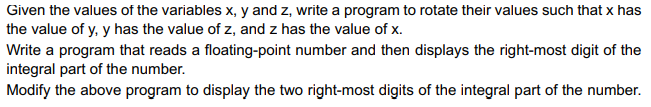 Given the values of the variables x, y and z, write a program to rotate their values such that x has
the value of y, y has the value of z, and z has the value of x.
Write a program that reads a floating-point number and then displays the right-most digit of the
integral part of the number.
Modify the above program to display the two right-most digits of the integral part of the number.